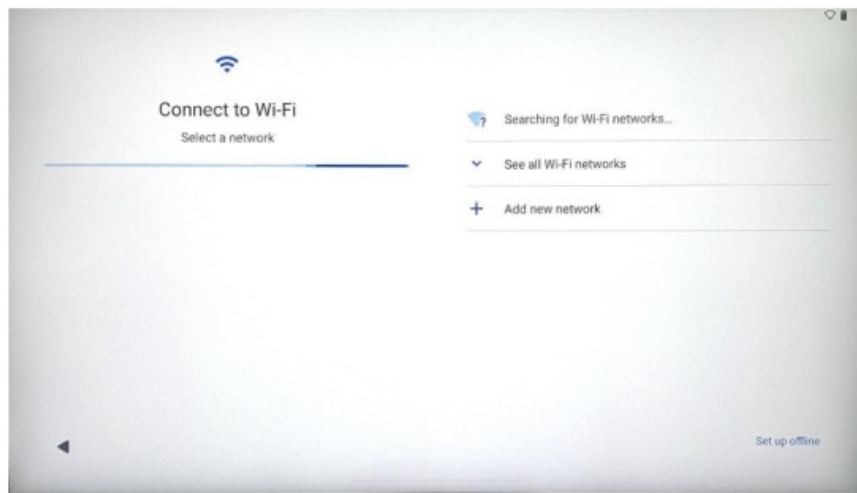 Connect to Wi-Fi
Select a network
Searching for Wi-Fi networks..
See all Wi-Fi networks
Add new network
Set up offline